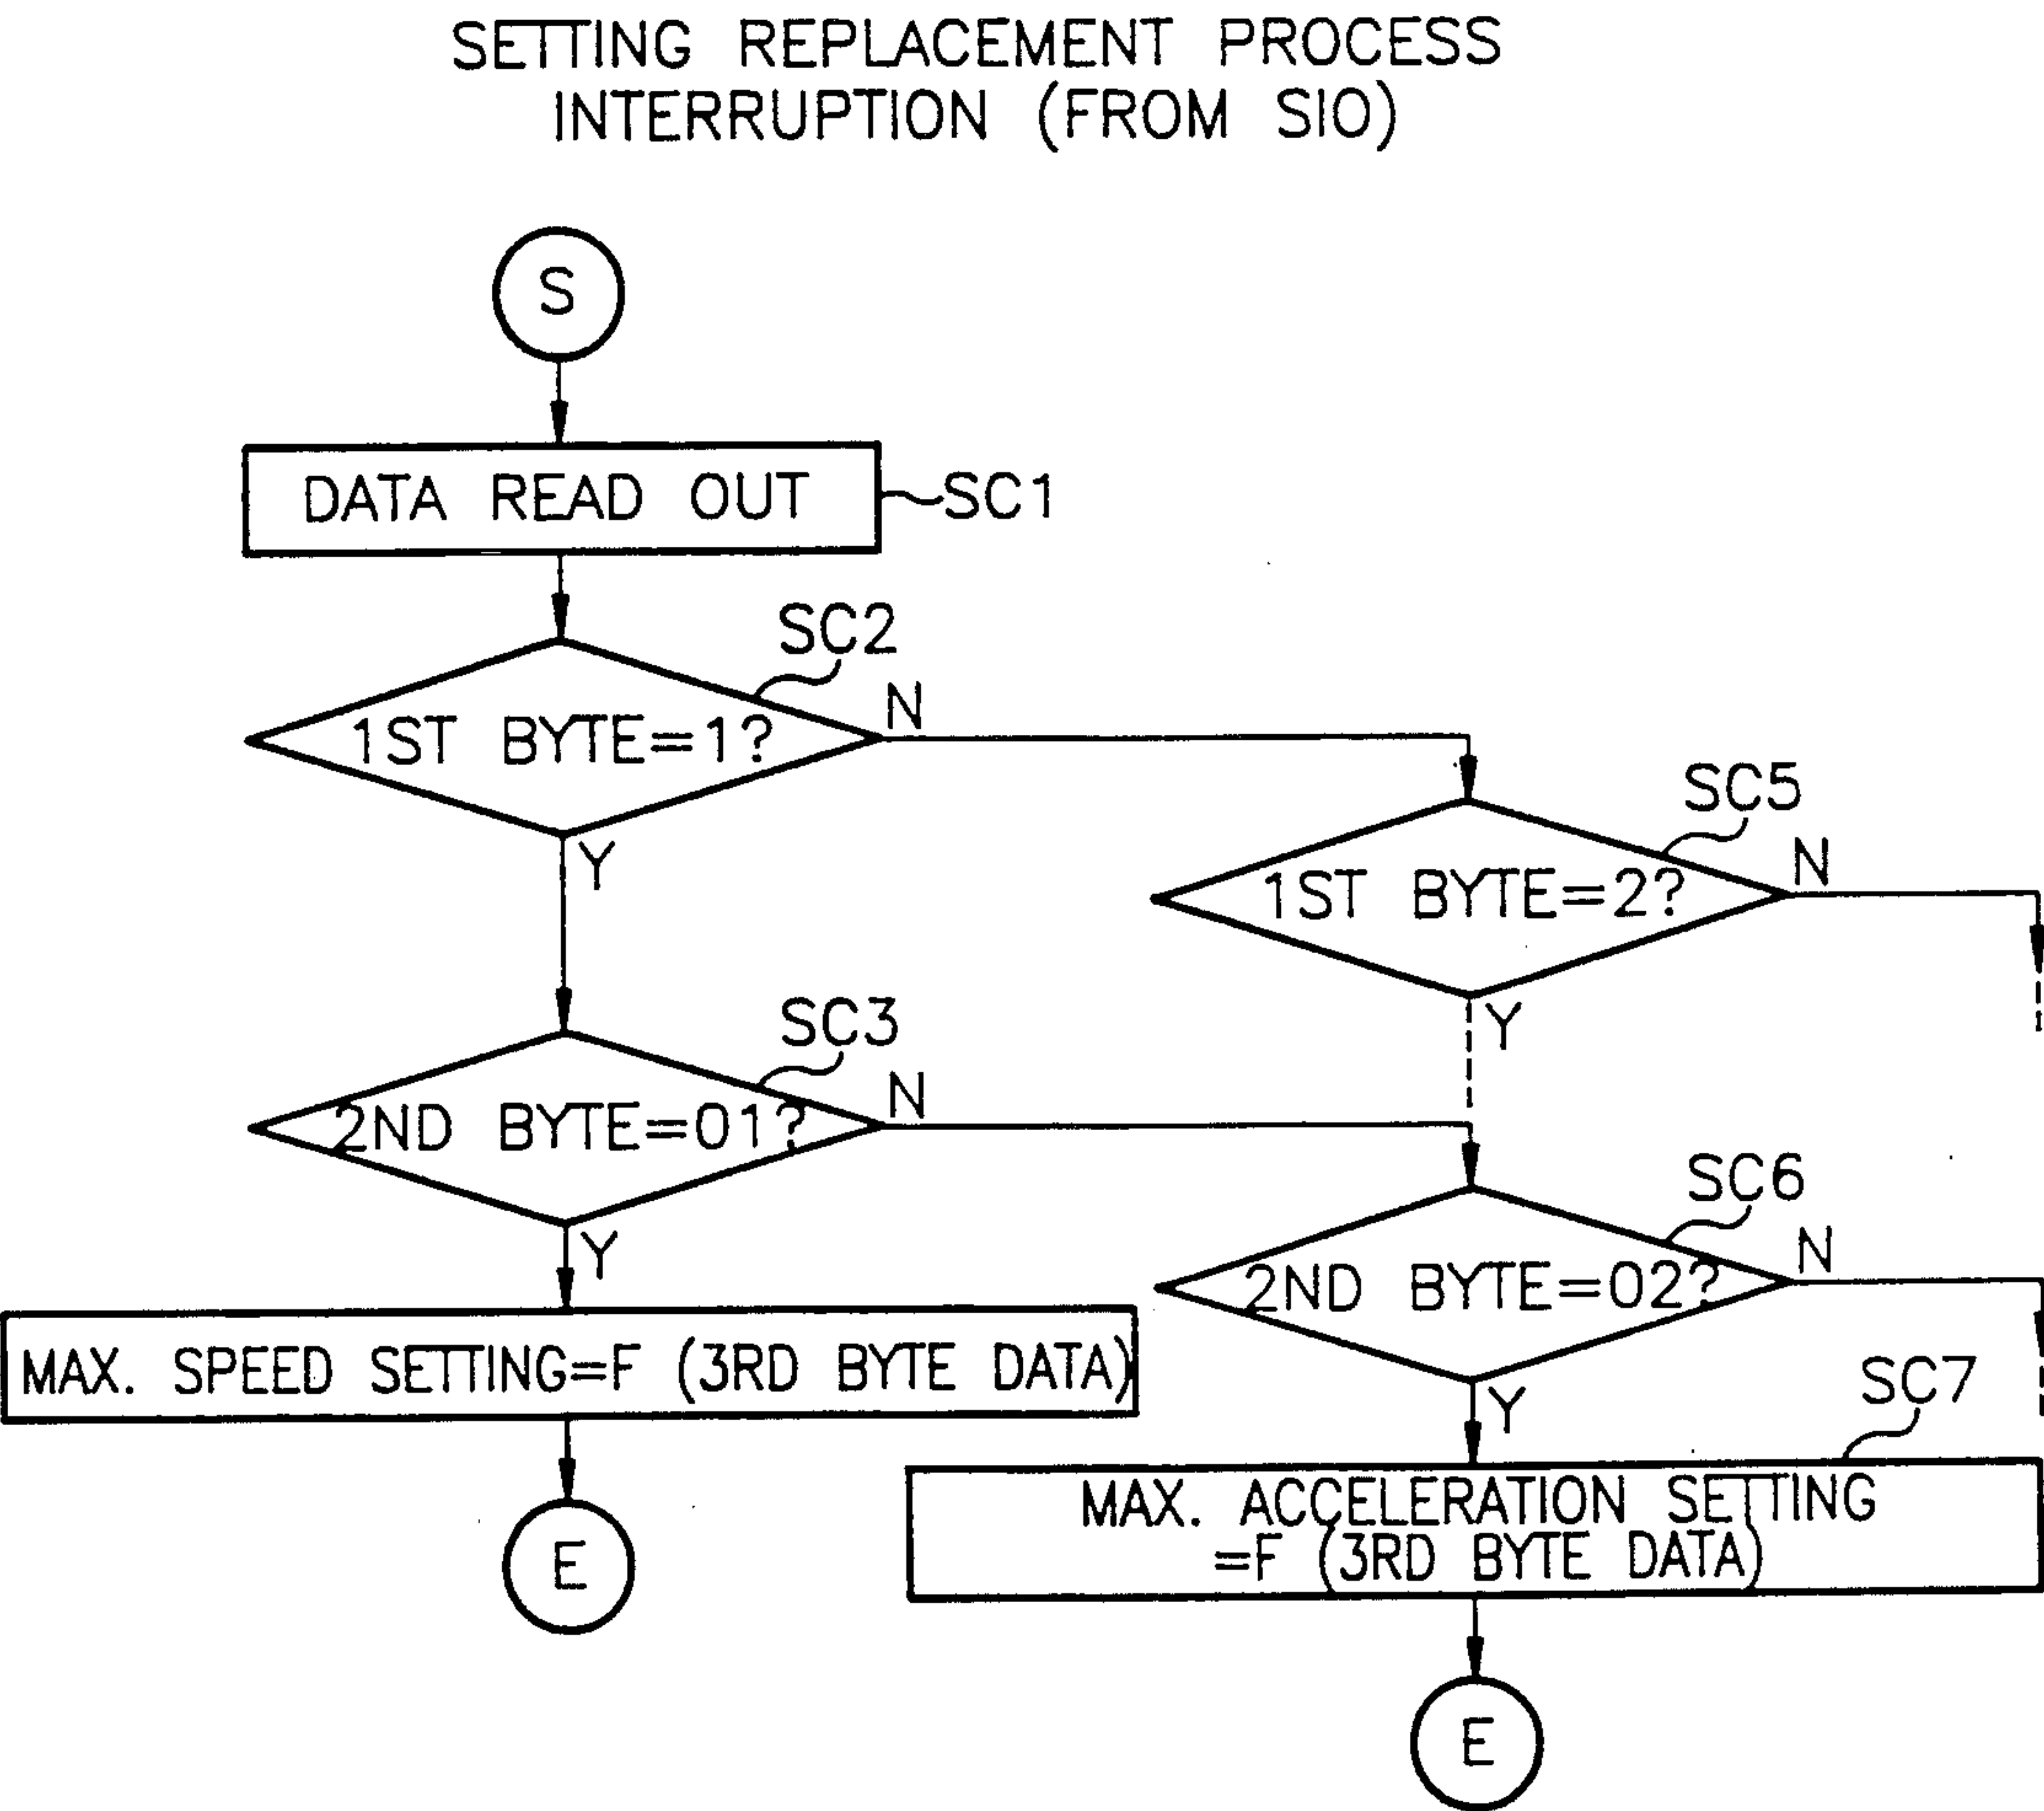 SETTING REPLACEMENT PROCESS
INTERRUPTION (FROM SIO)
S
DATA READ OUT
SC1
SC2
1ST BYTE=1?
N
Y
SC5
1ST BYTE=2?
N
Y
SC3
2ND BYTE=01?
N
Y
SC6
2ND BYTE=02?
N
Y
MAX. SPEED SETTING=F (3RD BYTE DATA)
SC7
MAX. ACCELERATION SETTING
=F (3RD BYTE DATA)
E
E